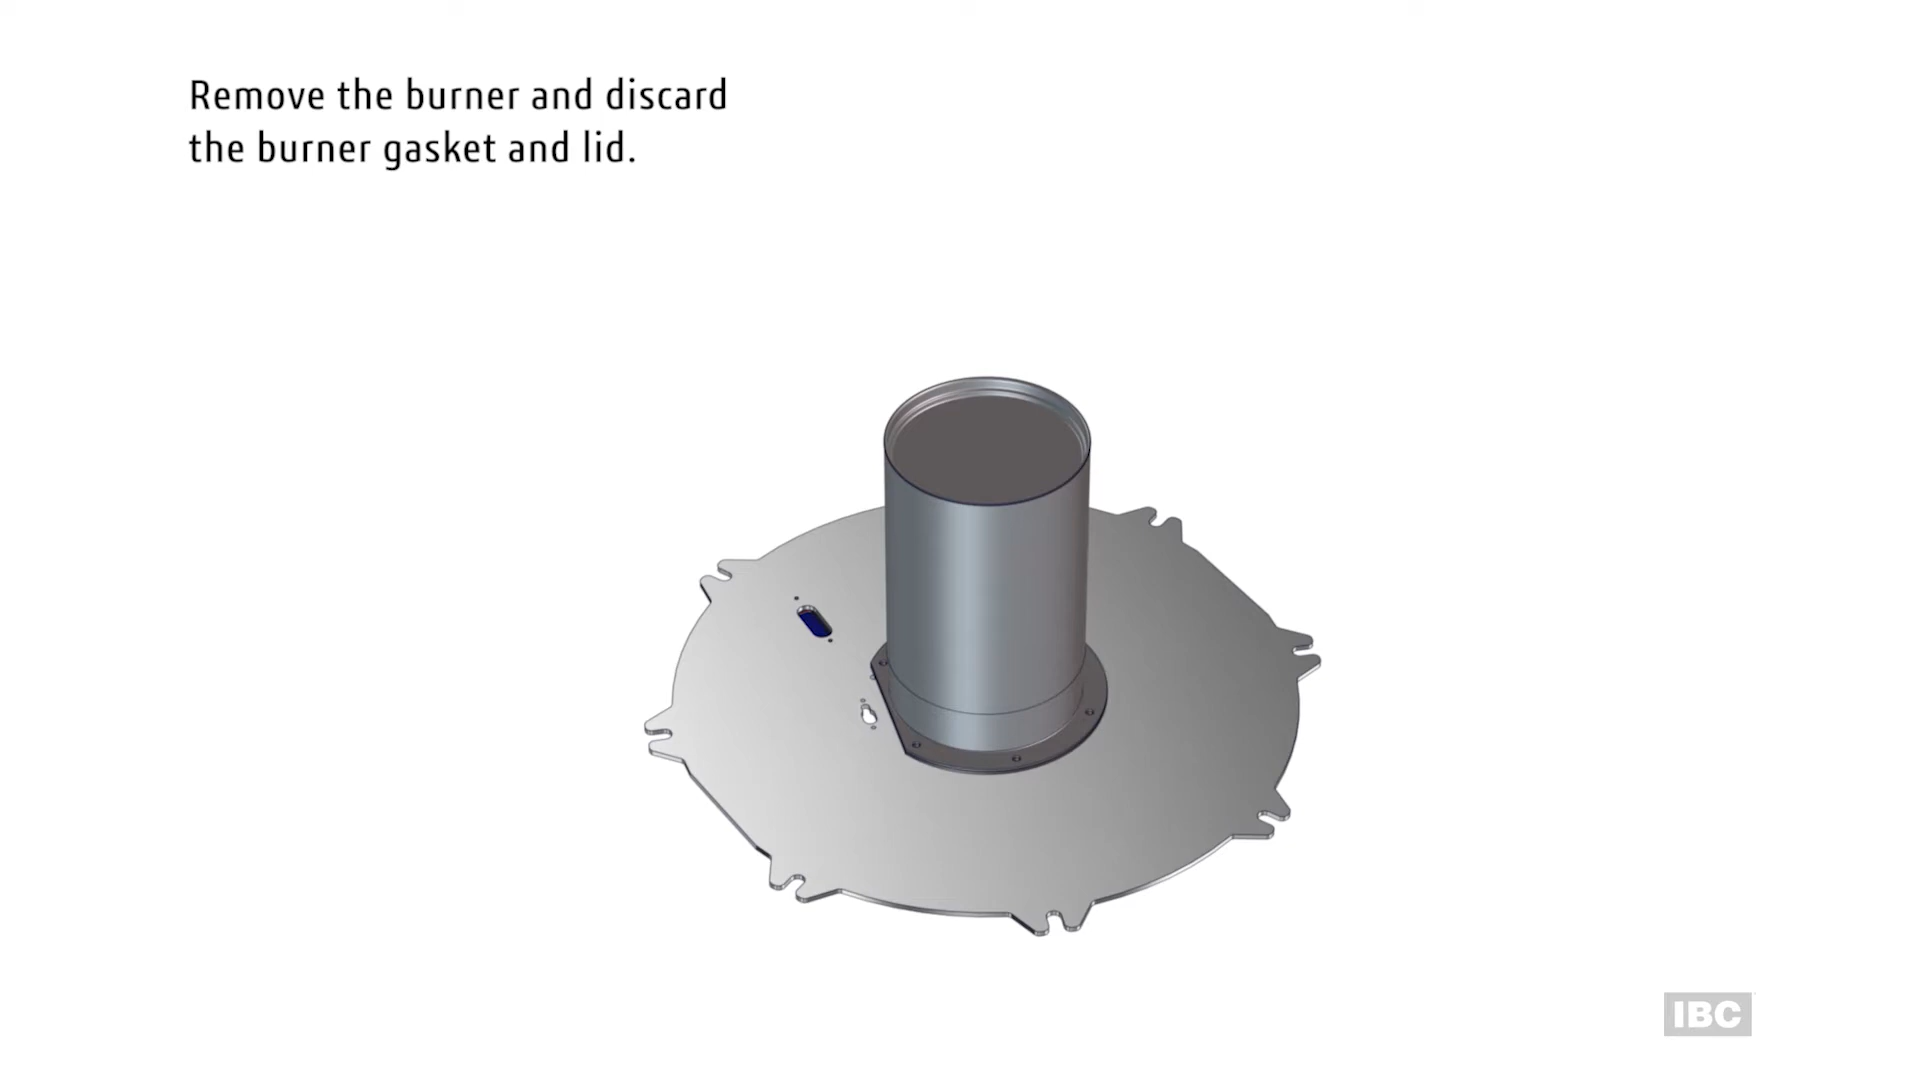 Remove the burner and discard
the burner gasket and lid.
IBC